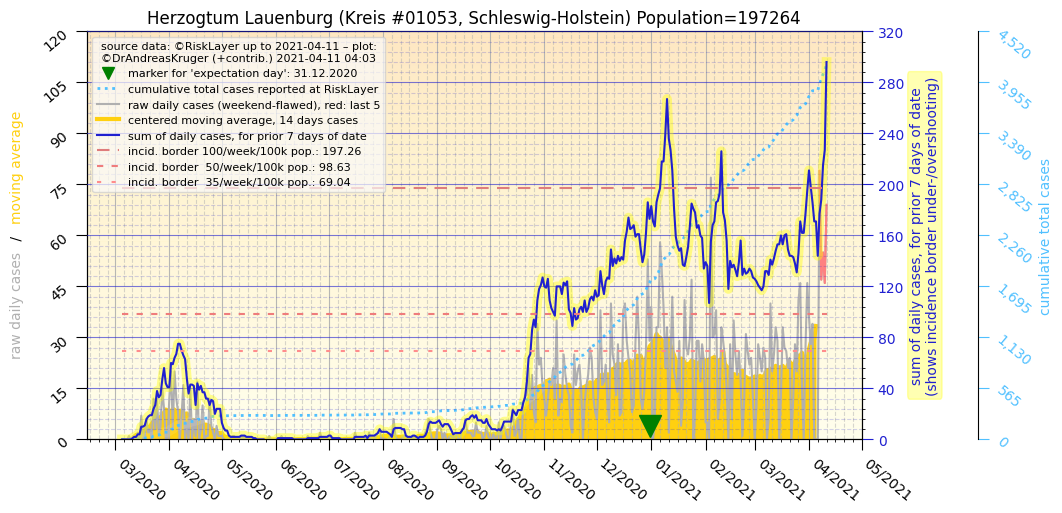 Herzogtum Lauenburg (Kreis #01053, Schleswig-Holstein) Population=197264
source data: ©RiskLayer up to 2021-04-11 – plot:
©DrAndreasKruger (+contrib.) 2021-04-11 04:03
marker for 'expectation day': 31.12.2020
cumulative total cases reported at RiskLayer
raw daily cases (weekend-flawed), red: last 5
centered moving average, 14 days cases
sum of daily cases, for prior 7 days of date
incid. border 100/week/100k pop.: 197.26
incid. border  50/week/100k pop.: 98.63
incid. border  35/week/100k pop.: 69.04
raw daily cases  /  moving average
120
105
90
75
60
45
30
15
0
03/2020
04/2020
05/2020
06/2020
07/2020
08/2020
09/2020
10/2020
11/2020
12/2020
01/2021
02/2021
03/2021
04/2021
05/2021
320
280
240
200
160
120
80
40
0
sum of daily cases, for prior 7 days of date
(shows incidence border under-/overshooting)
4,520
3,955
3,390
2,825
2,260
1,695
1,130
565
0
cumulative total cases